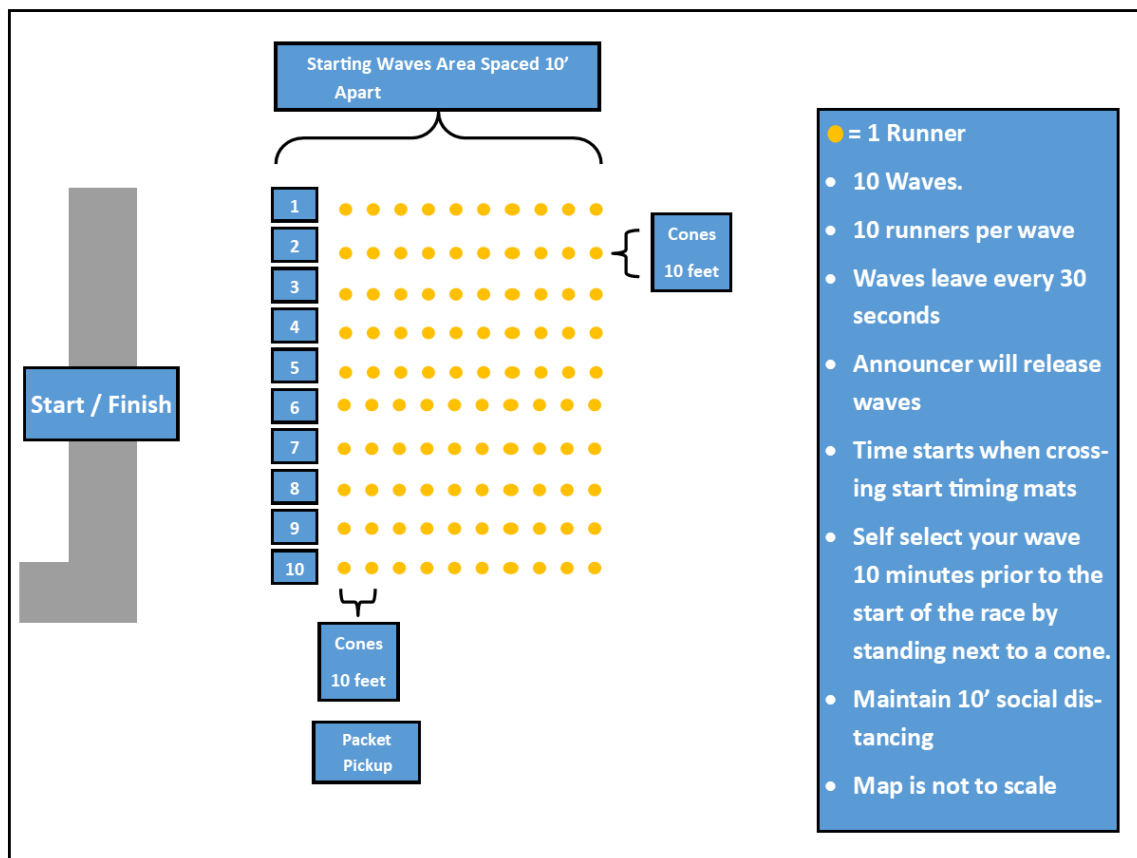 Starting Waves Area Spaced 10’
Apart
1
2
3
4
5
6
7
8
9
10
Cones
10 feet
Start / Finish
Cones
10 feet
Packet
Pickup
= 1 Runner
• 10 Waves.
• 10 runners per wave
• Waves leave every 30
seconds
• Announcer will release
waves
• Time starts when cross-
ing start timing mats
• Self select your wave
10 minutes prior to the
start of the race by
standing next to a cone.
• Maintain 10’ social dis-
tancing
• Map is not to scale